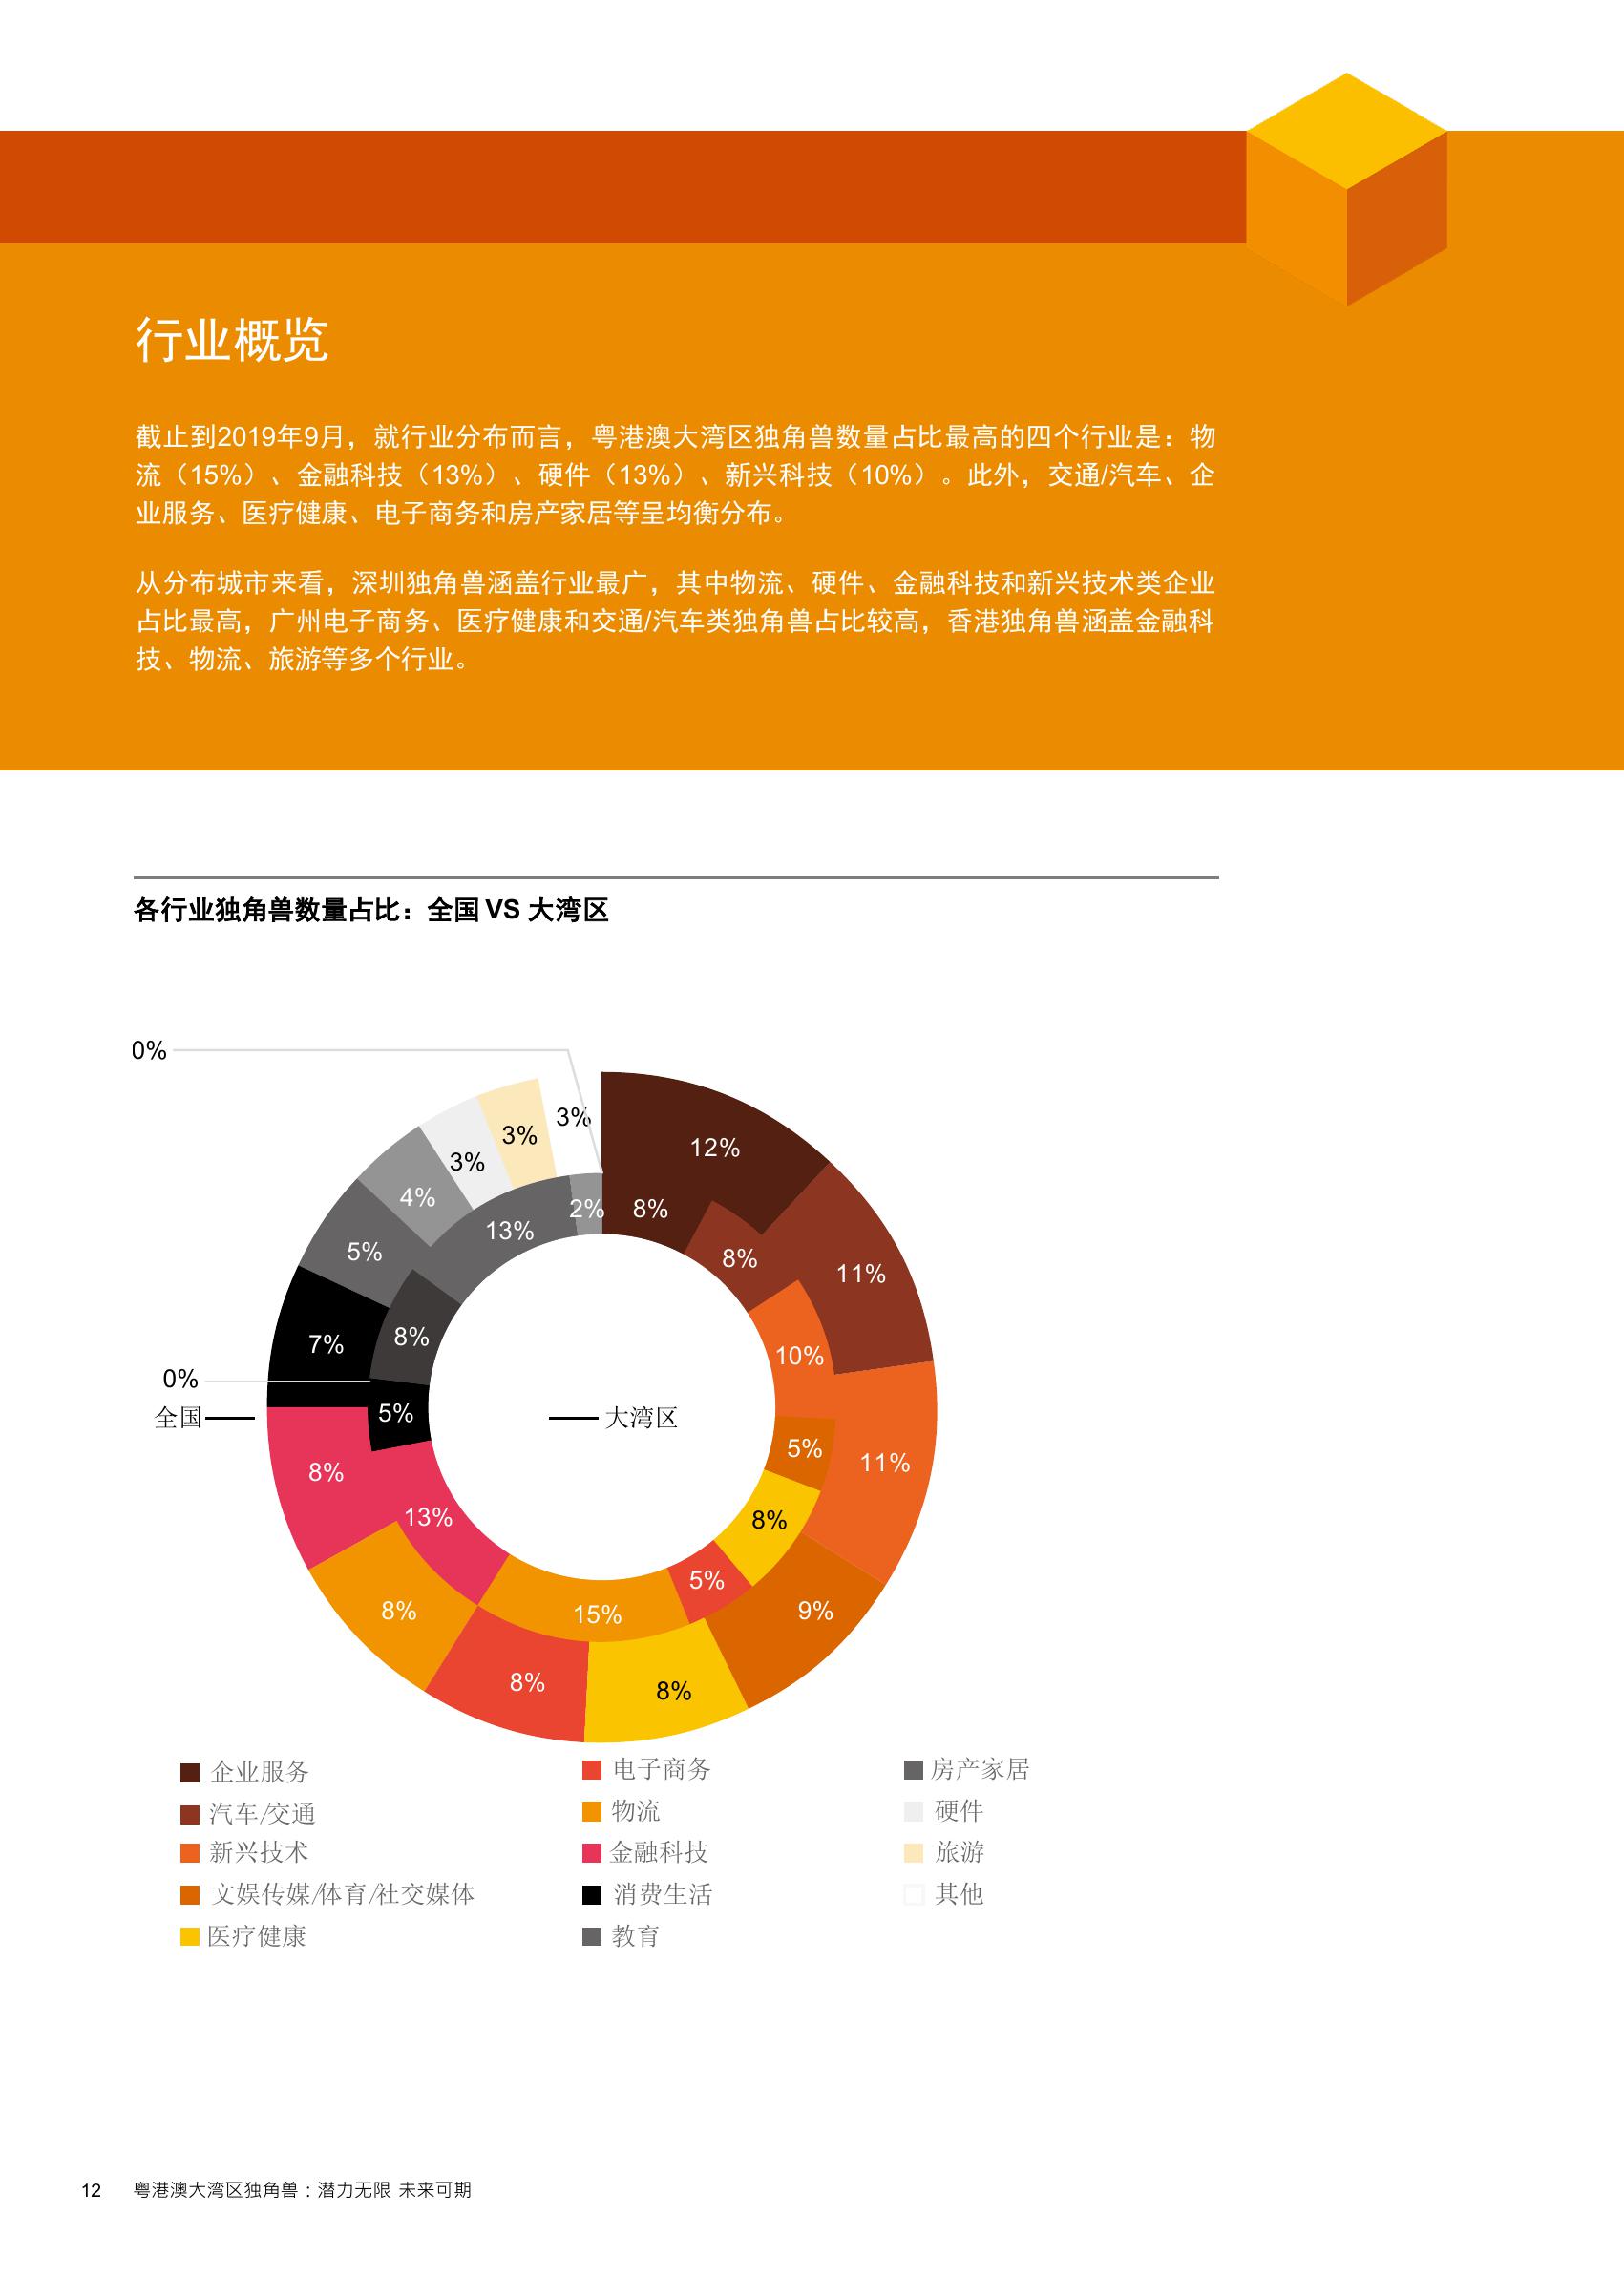 行业概览
截止到2019年9月，就行业分布而言，粤港澳大湾区独角兽数量占比最高的四个行业是：物
流（15%）、金融科技（13%）、硬件（13%）、新兴科技（10%）。此外，交通/汽车、企
业服务、医疗健康、电子商务和房产家居等呈均衡分布。
从分布城市来看，深圳独角兽涵盖行业最广，其中物流、硬件、金融科技和新兴技术类企业
占比最高，广州电子商务、医疗健康和交通/汽车类独角兽占比较高，香港独角兽涵盖金融科
技、物流、旅游等多个行业。
各行业独角兽数量占比：全国 VS 大湾区
0%
3%
3%
12%
3%
4%
2%
8%
13%
5%
8%
11%
8%
7%
10%
0%
5%
全国
大湾区
5%
11%
8%
13%
8%
5%
8%
15%
9%
8%
8%
企业服务
汽车/交通
新兴技术
文娱传媒/体育/社交媒体
医疗健康
电子商务
物流
金融科技
消费生活
教育
房产家居
硬件
旅游
其他
12 粤港澳大湾区独角兽：潜力无限 未来可期